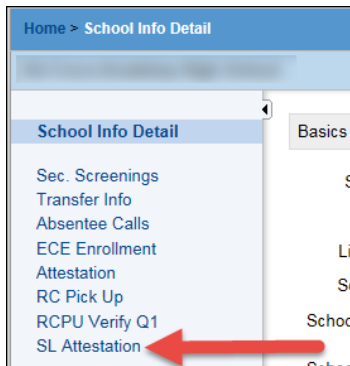 Home > School Info Detail
School Info Detail
Basics
Sec. Screenings
Transfer Info
Absentee Calls
ECE Enrollment
Attestation
RC Pick Up
RCPU Verify Q1
SL Attestation